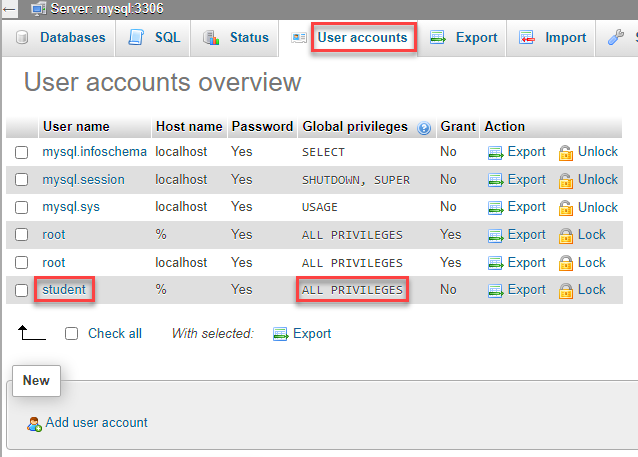 Server: mysql:3306
Databases SQL Status User accounts Export Import
User accounts overview
User name Host name Password Global privileges Grant Action
mysql.infoschema localhost Yes SELECT No Export Unlock
mysql.session localhost Yes SHUTDOWN, SUPER No Export Unlock
mysql.sys localhost Yes USAGE No Export Unlock
root % Yes ALL PRIVILEGES Yes Export Lock
root localhost Yes ALL PRIVILEGES Yes Export Lock
student % Yes ALL PRIVILEGES No Export Lock
Check all With selected: Export
New
Add user account